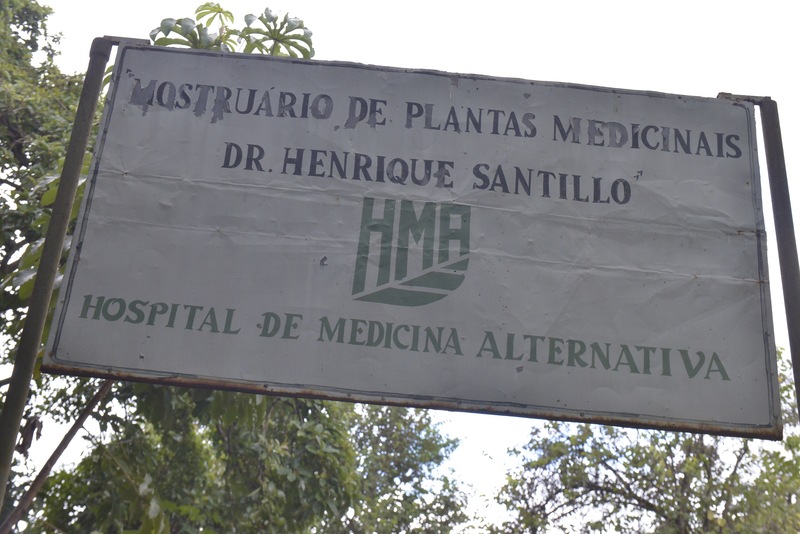 "MOSTRUÁRIO DE PLANTAS MEDICINAIS
DR. HENRIQUE SANTILLO"
HMA
HOSPITAL DE MEDICINA ALTERNATIVA